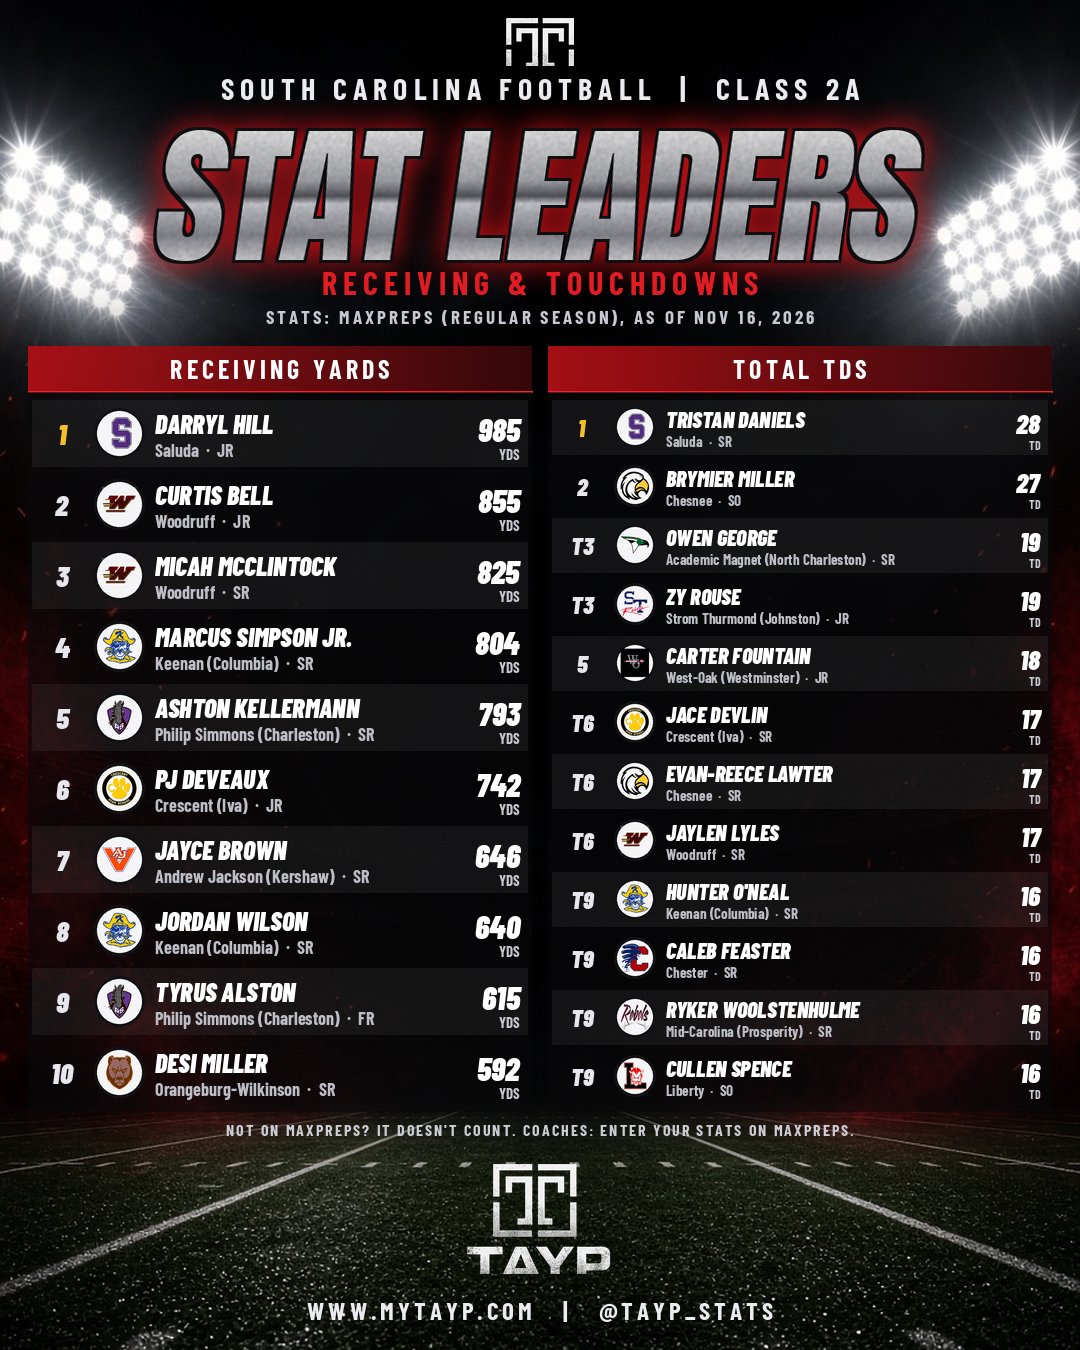 SOUTH CAROLINA FOOTBALL | CLASS 2A
STAT LEADERS
RECEIVING & TOUCHDOWNS
STATS: MAXPREPS (REGULAR SEASON), AS OF NOV 16, 2026
RECEIVING YARDS
1 DARRYL HILL 985
Saluda · JR YDS
2 CURTIS BELL 855
Woodruff · JR YDS
3 MICAH MCCLINTOCK 825
Woodruff · SR YDS
4 MARCUS SIMPSON JR. 804
Keenan (Columbia) · SR YDS
5 ASHTON KELLERMANN 793
Philip Simmons (Charleston) · SR YDS
6 PJ DEVEAUX 742
Crescent (Iva) · JR YDS
7 JAYCE BROWN 646
Andrew Jackson (Kershaw) · SR YDS
8 JORDAN WILSON 640
Keenan (Columbia) · SR YDS
9 TYRUS ALSTON 615
Philip Simmons (Charleston) · FR YDS
10 DESI MILLER 592
Orangeburg-Wilkinson · SR YDS
TOTAL TDS
1 TRISTAN DANIELS 28
Saluda · SR TD
2 BRYMIER MILLER 27
Chesnee · SO TD
T3 OWEN GEORGE 19
Academic Magnet (North Charleston) · SR TD
T3 ZY ROUSE 19
Strom Thurmond (Johnston) · JR TD
5 CARTER FOUNTAIN 18
West-Oak (Westminster) · JR TD
T6 JACE DEVLIN 17
Crescent (Iva) · SR TD
T6 EVAN-REECE LAWTER 17
Chesnee · SR TD
T6 JAYLEN LYLES 17
Woodruff · SR TD
T9 HUNTER O'NEAL 16
Keenan (Columbia) · SR TD
T9 CALEB FEASTER 16
Chester · SR TD
T9 RYKER WOOLSTENHULME 16
Mid-Carolina (Prosperity) · SR TD
T9 CULLEN SPENCE 16
Liberty · SO TD
NOT ON MAXPREPS? IT DOESN'T COUNT. COACHES: ENTER YOUR STATS ON MAXPREPS.
TAYP
WWW.MYTAYP.COM | @TAYP_STATS